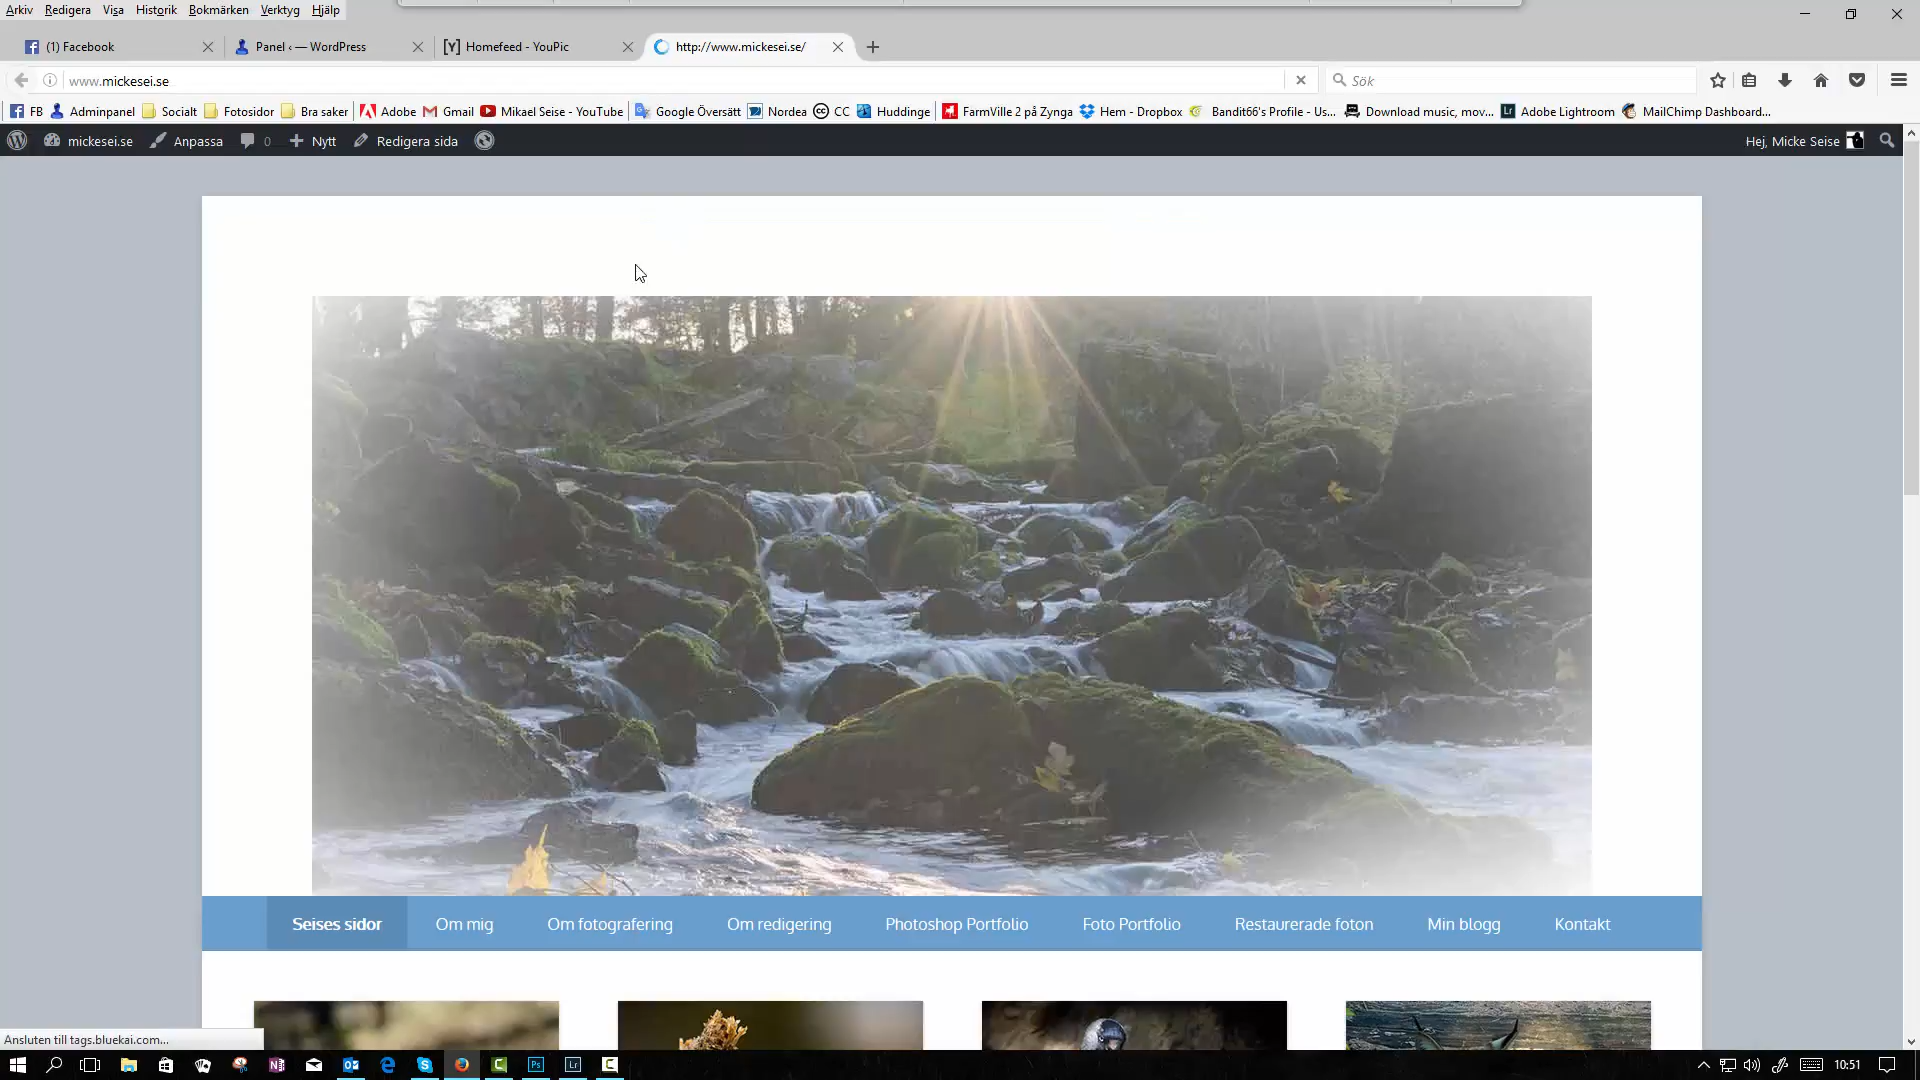 Arkiv Redigera Visa Historik Bokmärken Verktyg Hjälp
(1) Facebook
Panel ‹ — WordPress
[Y] Homefeed - YouPic
http://www.mickesei.se/
www.mickesei.se
Sök
FB Adminpanel Socialt Fotosidor Bra saker Adobe Gmail Mikael Seise - YouTube Google Översätt Nordea CC Huddinge FarmVille 2 på Zynga Hem - Dropbox Bandit66's Profile - Us... Download music, mov... Adobe Lightroom MailChimp Dashboard...
mickesei.se Anpassa 0 Nytt Redigera sida Hej, Micke Seise
Seises sidor Om mig Om fotografering Om redigering Photoshop Portfolio Foto Portfolio Restaurerade foton Min blogg Kontakt
Ansluten till tags.bluekai.com...
10:51